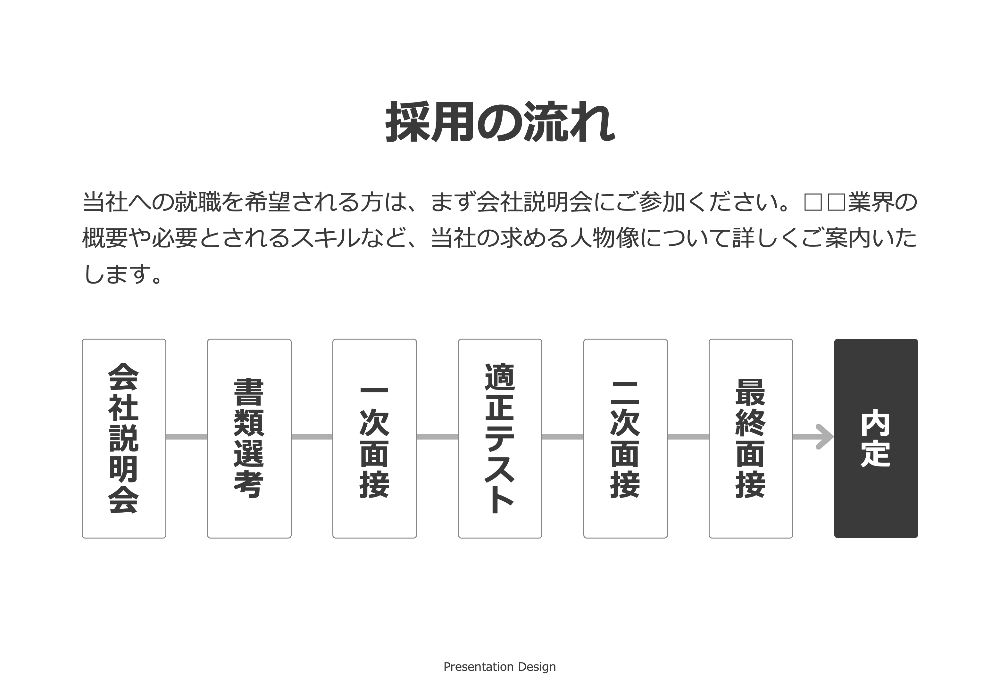 採用の流れ
当社への就職を希望される方は、まず会社説明会にご参加ください。□□業界の
概要や必要とされるスキルなど、当社の求める人物像について詳しくご案内いた
します。
会社説明会
書類選考
一次面接
適正テスト
二次面接
最終面接
内定
Presentation Design